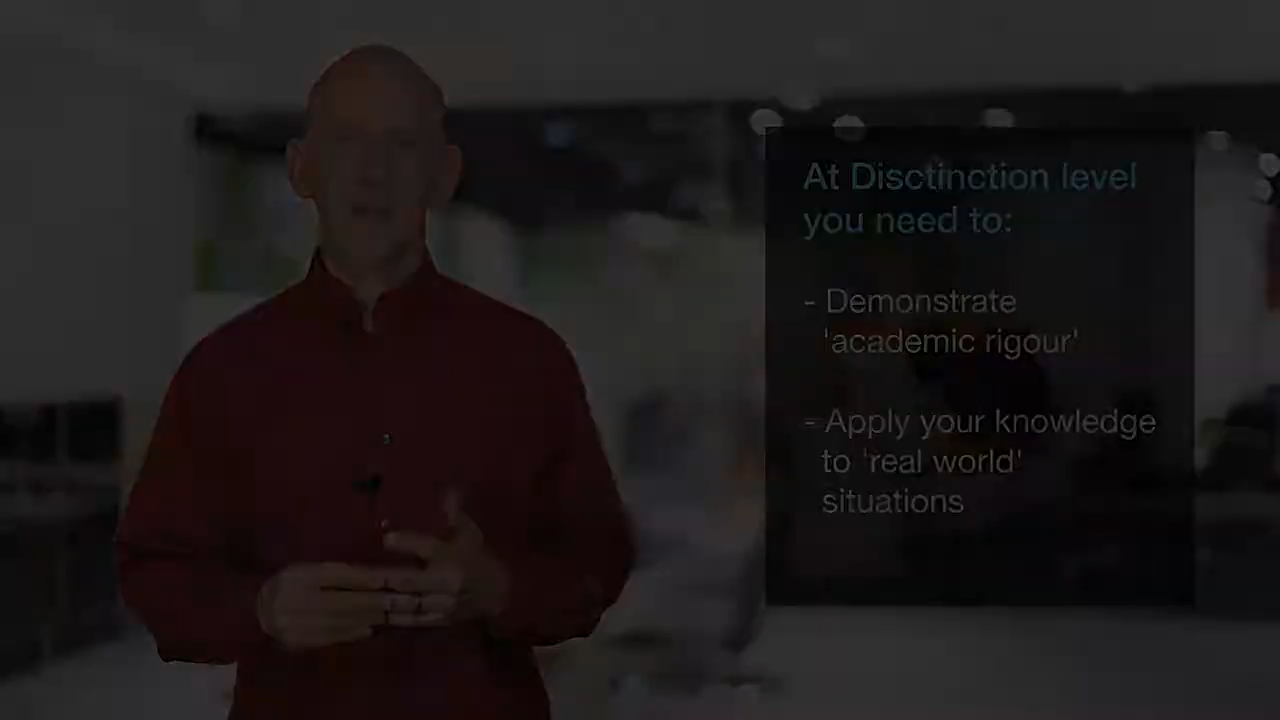 At Disctinction level
you need to:
- Demonstrate
'academic rigour'
- Apply your knowledge
to 'real world'
situations